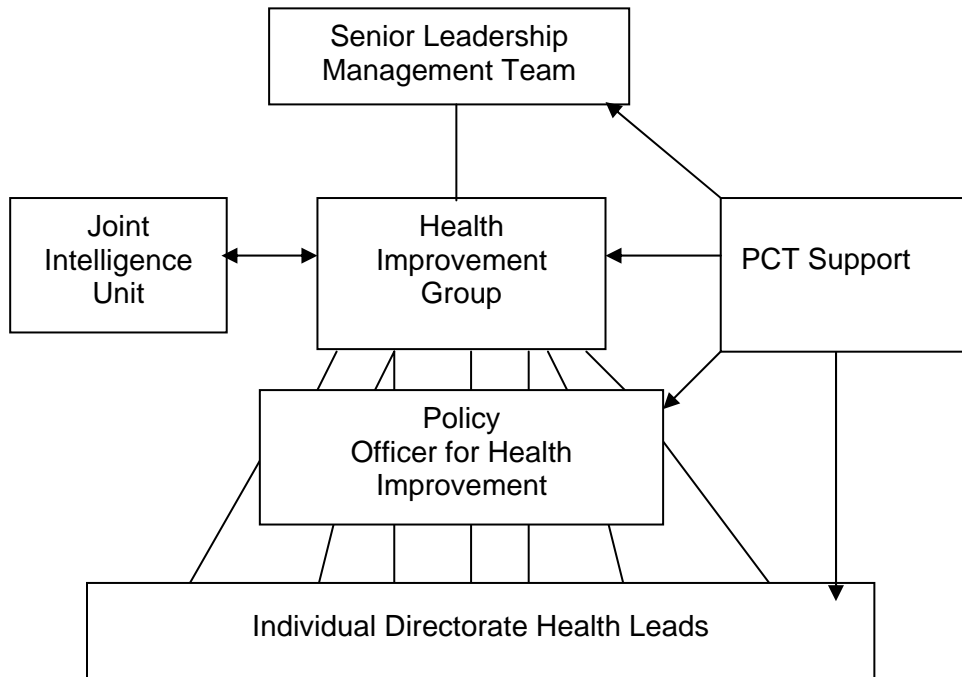 Senior Leadership
Management Team
Joint
Intelligence
Unit
Health
Improvement
Group
PCT Support
Policy
Officer for Health
Improvement
Individual Directorate Health Leads